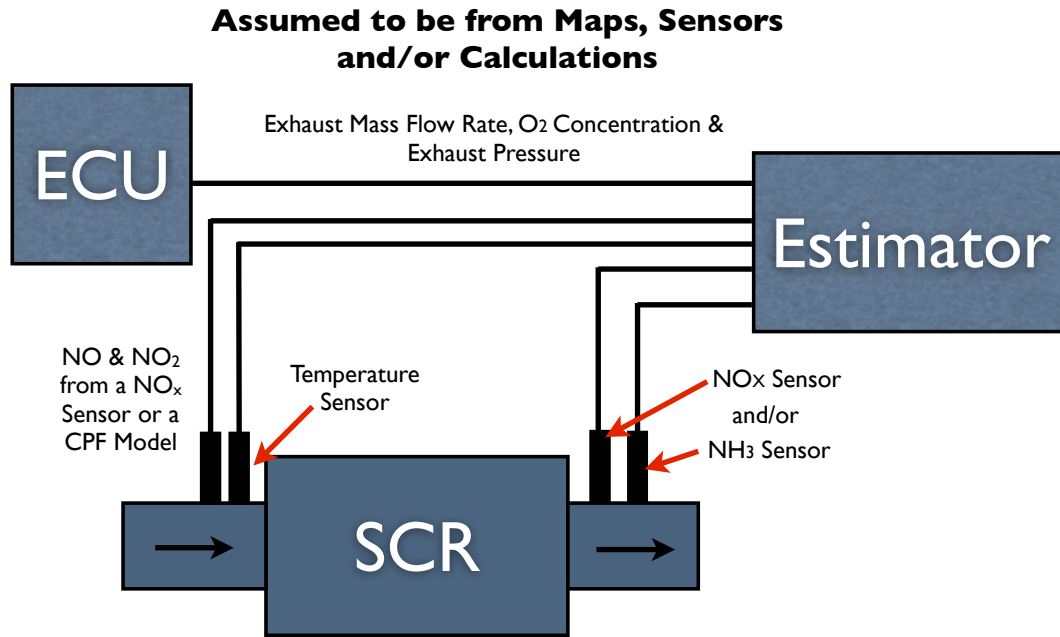 Assumed to be from Maps, Sensors
and/or Calculations
ECU
Exhaust Mass Flow Rate, O₂ Concentration &
Exhaust Pressure
Estimator
NO & NO₂
from a NOₓ
Sensor or a
CPF Model
Temperature
Sensor
NOx Sensor
and/or
NH₃ Sensor
SCR